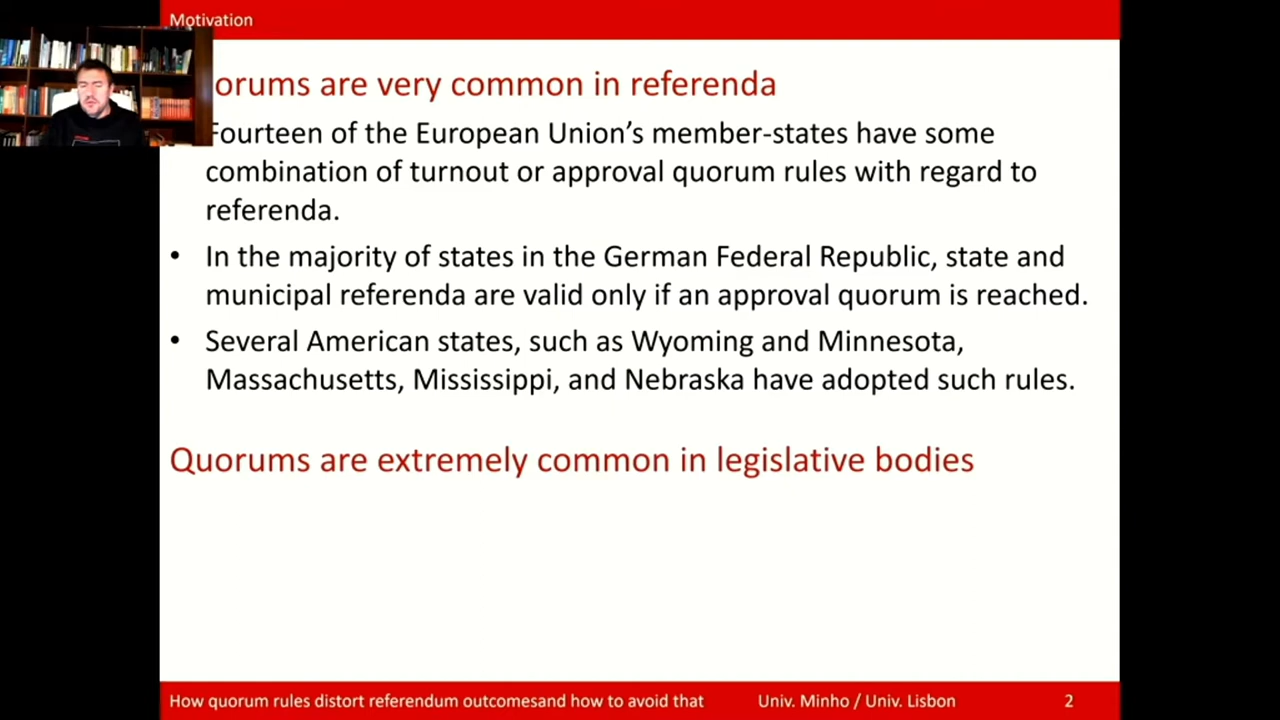 Motivation
orums are very common in referenda
Fourteen of the European Union's member-states have some
combination of turnout or approval quorum rules with regard to
referenda.
• In the majority of states in the German Federal Republic, state and
municipal referenda are valid only if an approval quorum is reached.
• Several American states, such as Wyoming and Minnesota,
Massachusetts, Mississippi, and Nebraska have adopted such rules.
Quorums are extremely common in legislative bodies
How quorum rules distort referendum outcomesand how to avoid that Univ. Minho / Univ. Lisbon 2